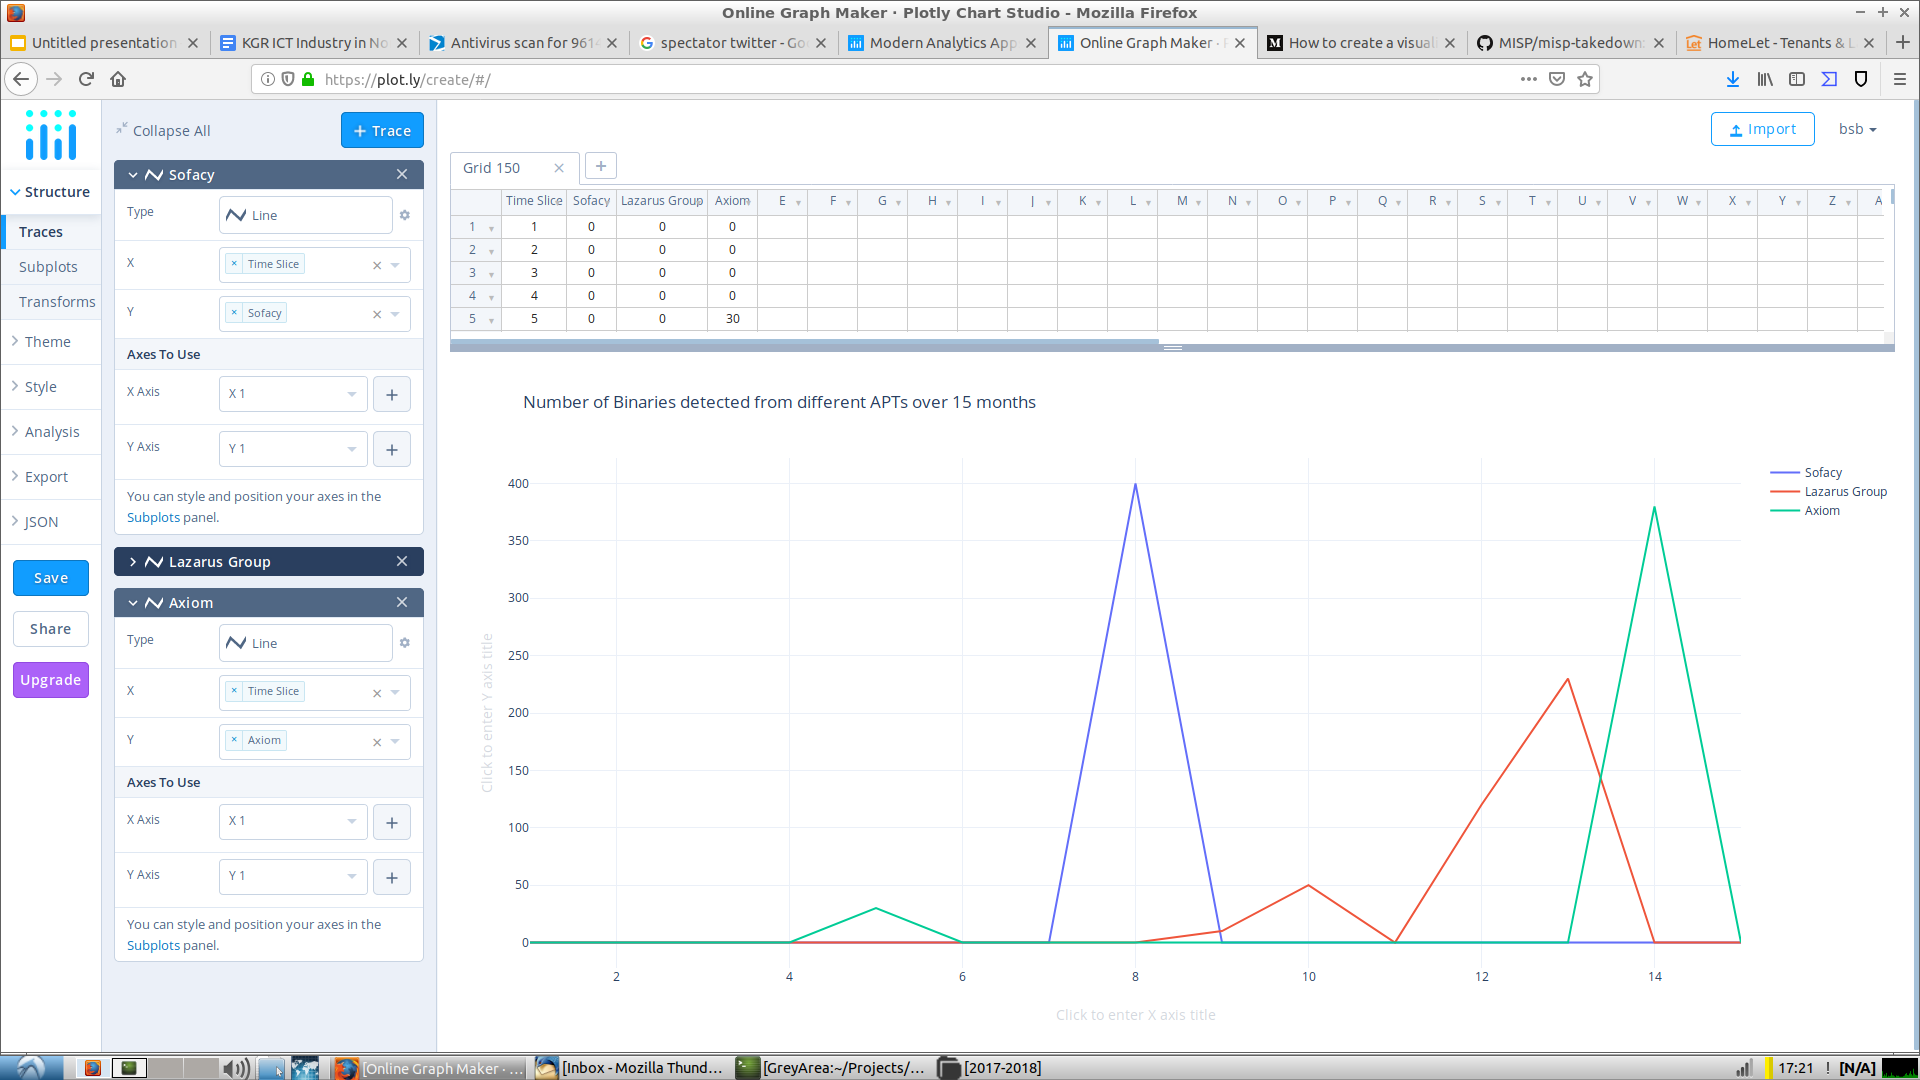 Online Graph Maker · Plotly Chart Studio - Mozilla Firefox
Untitled presentation
KGR ICT Industry in No
Antivirus scan for 961
spectator twitter - Go
Modern Analytics App
Online Graph Maker ·
How to create a visual
MISP/misp-takedown:
HomeLet - Tenants & L
https://plot.ly/create/#/
Collapse All
+ Trace
Import
bsb
Structure
Traces
Subplots
Transforms
Theme
Style
Analysis
Export
JSON
Save
Share
Upgrade
Sofacy
Type
Line
X
× Time Slice
Y
× Sofacy
Axes To Use
X Axis
X 1
Y Axis
Y 1
You can style and position your axes in the
Subplots panel.
Lazarus Group
Axiom
Type
Line
X
× Time Slice
Y
× Axiom
Axes To Use
X Axis
X 1
Y Axis
Y 1
You can style and position your axes in the
Subplots panel.
Grid 150
Time Slice Sofacy Lazarus Group Axiom E F G H I J K L M N O P Q R S T U V W X Y Z A
1 1 0 0 0
2 2 0 0 0
3 3 0 0 0
4 4 0 0 0
5 5 0 0 30
Number of Binaries detected from different APTs over 15 months
Sofacy
Lazarus Group
Axiom
400
350
300
250
200
150
100
50
0
Click to enter Y axis title
2 4 6 8 10 12 14
Click to enter X axis title
[Online Graph Maker · ...
[Inbox - Mozilla Thund...
[GreyArea:~/Projects/...
[2017-2018]
17:21
! [N/A]